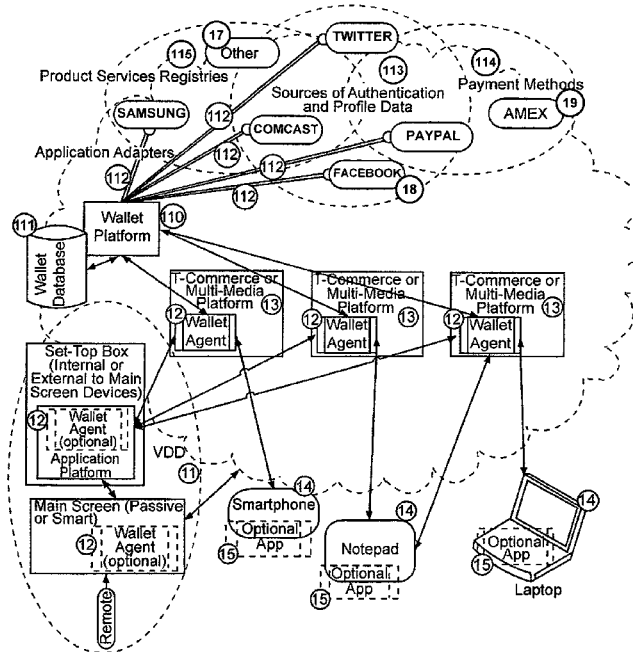 17
Other
TWITTER
115
Product Services Registries
113
114
Sources of Authentication
and Profile Data
Payment Methods
SAMSUNG
112
COMCAST
112
PAYPAL
AMEX
19
Application Adapters
112
112
FACEBOOK
18
112
111
Wallet
Database
Wallet
Platform
110
T-Commerce or
Multi-Media
Platform
13
12
Wallet
Agent
T-Commerce or
Multi-Media
Platform
13
12
Wallet
Agent
T-Commerce or
Multi-Media
Platform
13
12
Wallet
Agent
Set-Top Box
(Internal or
External to Main
Screen Devices)
12
Wallet
Agent
(optional)
Application
Platform
VDD
11
Main Screen (Passive
or Smart)
12
Wallet
Agent
(optional)
Remote
14
Smartphone
Optional
App
15
14
Notepad
Optional
App
15
14
Optional
App
15
Laptop